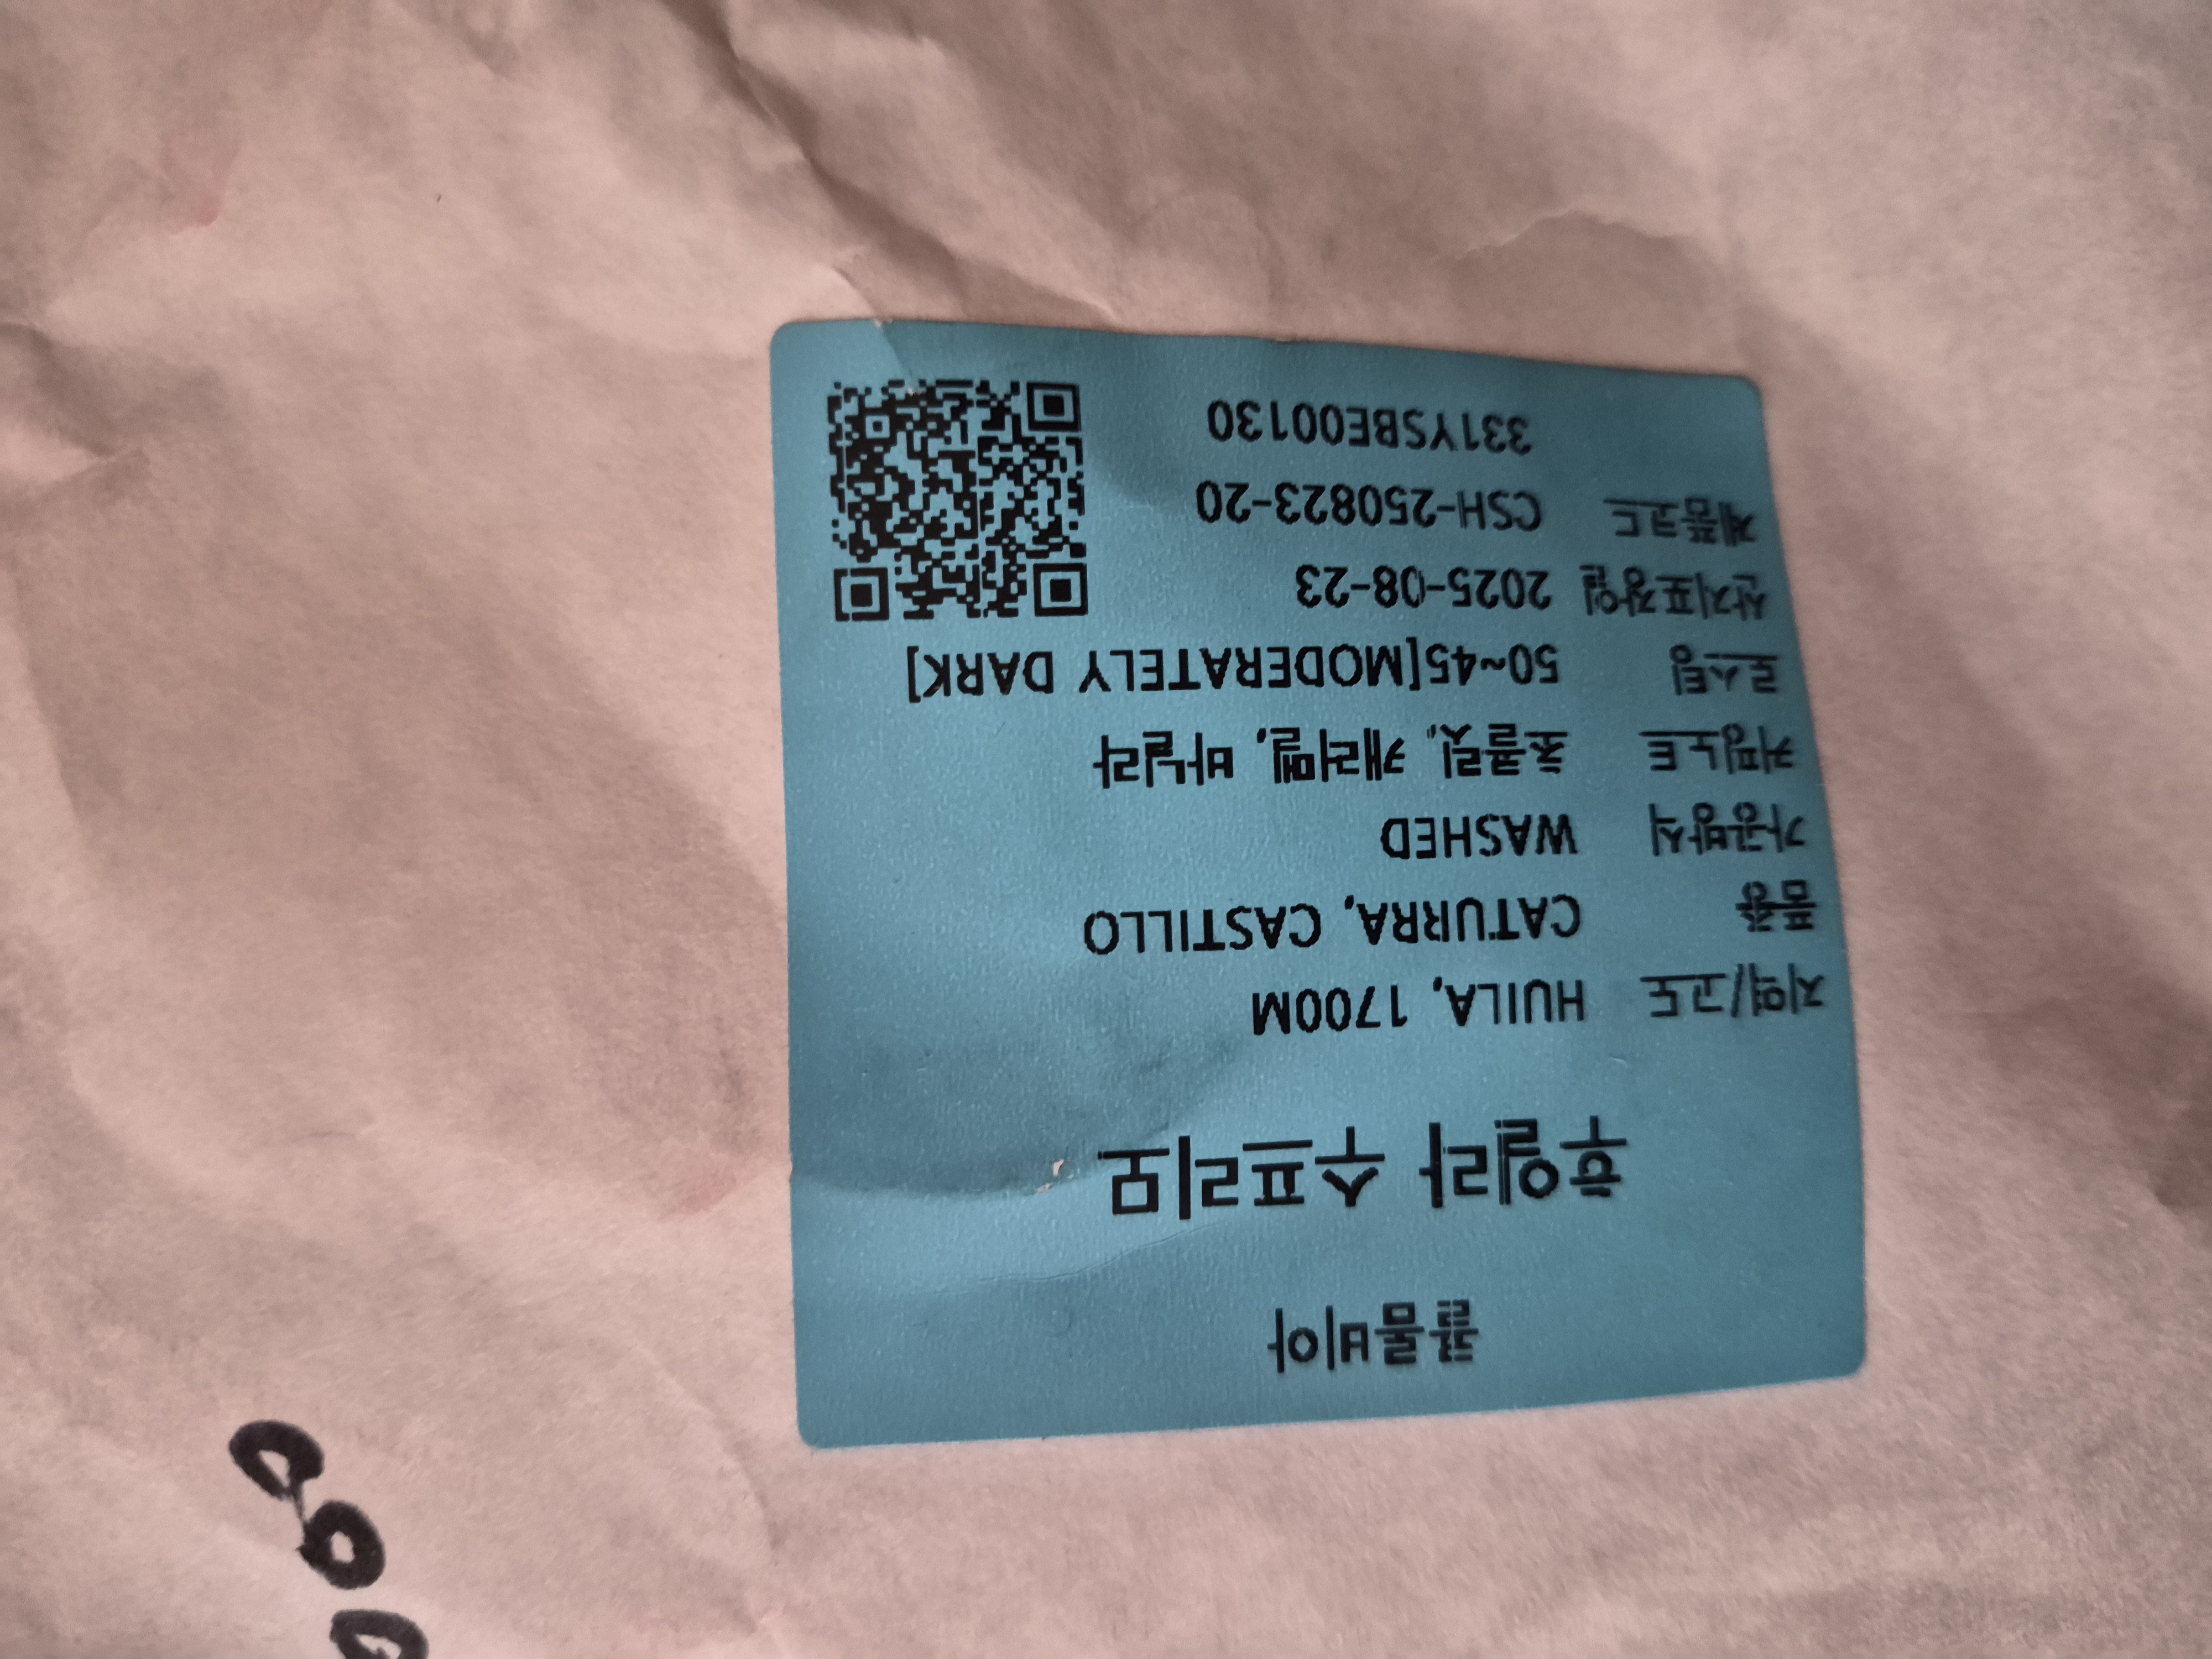 콜롬비아
후일라 수프리모
지역/고도 HUILA, 1700M
품종 CATURRA, CASTILLO
가공방식 WASHED
커핑노트 초콜릿, 캐러멜, 바닐라
로스팅 50~45[MODERATELY DARK]
산지포장일 2025-08-23
제품코드 CSH-250823-20
331YSBE00130